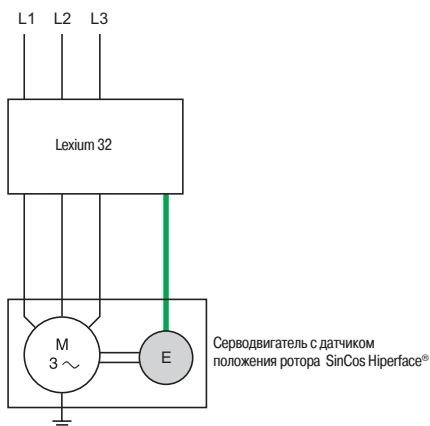 L1 L2 L3
Lexium 32
M
3 ~
E
Серводвигатель с датчиком
положения ротора SinCos Hiperface®